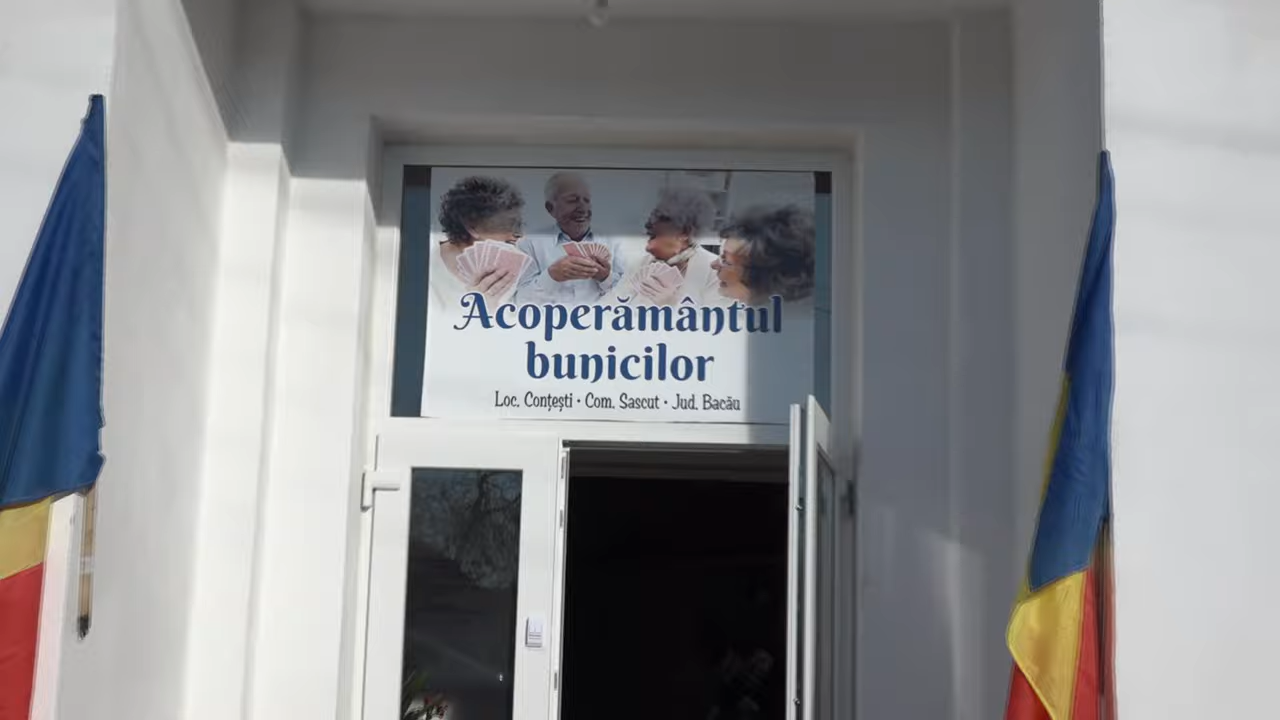 Acoperământul
bunicilor
Loc. Conțești • Com. Sascut • Jud. Bacău